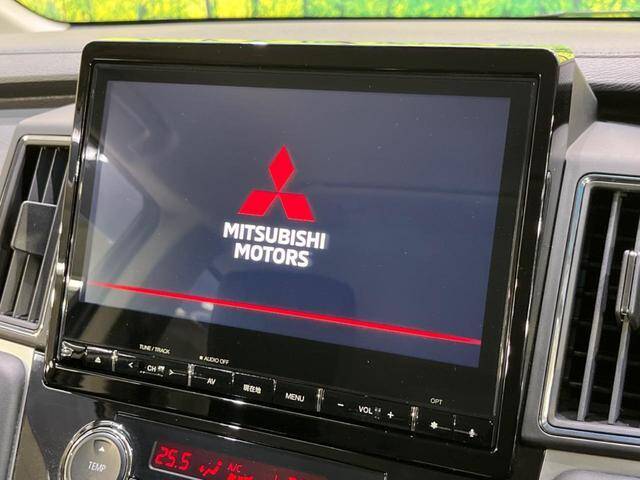 MITSUBISHI
MOTORS
TUNE/TRACK
■ AUDIO OFF
OPT
< CH > AV 現在地 MENU − VOL +
TEMP
25.5 A/C